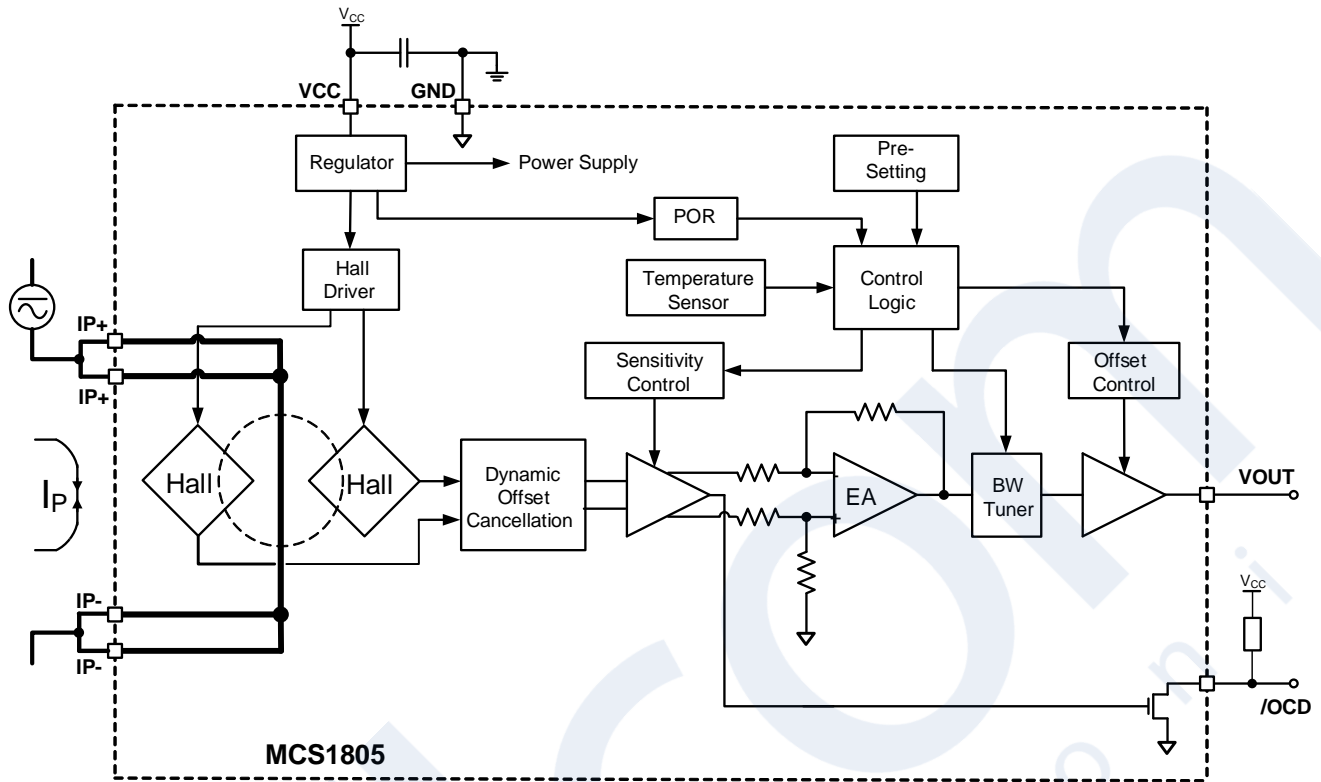 VCC
VCC
GND
Regulator
Power Supply
Pre-
Setting
POR
Hall
Driver
Temperature
Sensor
Control
Logic
IP+
IP+
Sensitivity
Control
Offset
Control
IP
Hall
Hall
Dynamic
Offset
Cancellation
-
+
EA
BW
Tuner
VOUT
IP-
IP-
VCC
/OCD
MCS1805